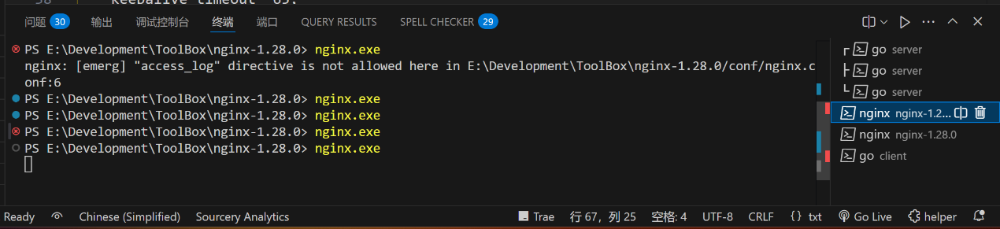 38 keepalive_timeout 65;
问题 30 输出 调试控制台 终端 端口 QUERY RESULTS SPELL CHECKER 29
PS E:\Development\ToolBox\nginx-1.28.0> nginx.exe
nginx: [emerg] "access_log" directive is not allowed here in E:\Development\ToolBox\nginx-1.28.0/conf/nginx.c
onf:6
PS E:\Development\ToolBox\nginx-1.28.0> nginx.exe
PS E:\Development\ToolBox\nginx-1.28.0> nginx.exe
PS E:\Development\ToolBox\nginx-1.28.0> nginx.exe
PS E:\Development\ToolBox\nginx-1.28.0> nginx.exe
go server
go server
go server
nginx nginx-1.2...
nginx nginx-1.28.0
go client
Ready Chinese (Simplified) Sourcery Analytics Trae 行 67，列 25 空格: 4 UTF-8 CRLF {} txt Go Live helper